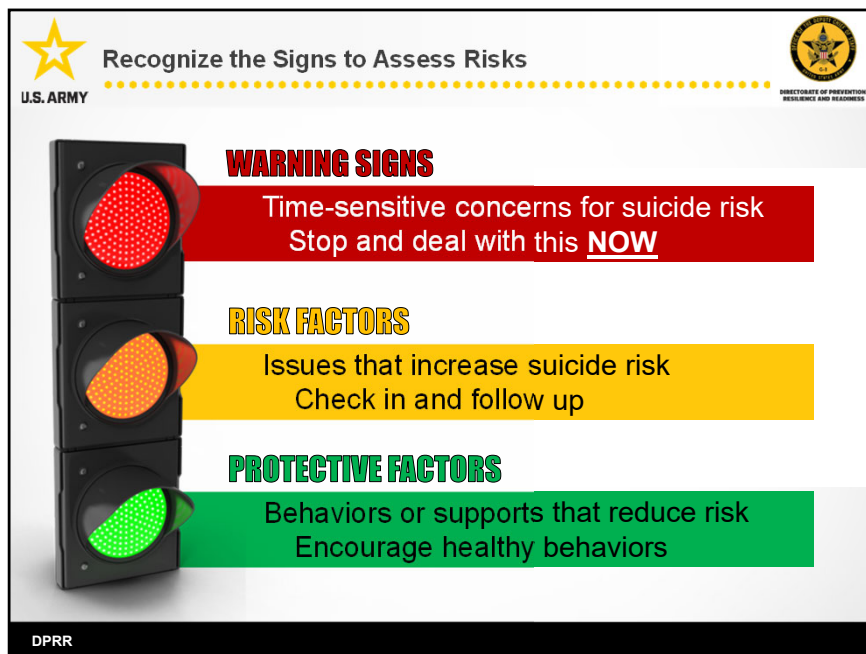 Recognize the Signs to Assess Risks
U.S. ARMY
DIRECTORATE OF PREVENTION
RESILIENCE AND READINESS
WARNING SIGNS
Time-sensitive concerns for suicide risk
Stop and deal with this NOW
RISK FACTORS
Issues that increase suicide risk
Check in and follow up
PROTECTIVE FACTORS
Behaviors or supports that reduce risk
Encourage healthy behaviors
DPRR